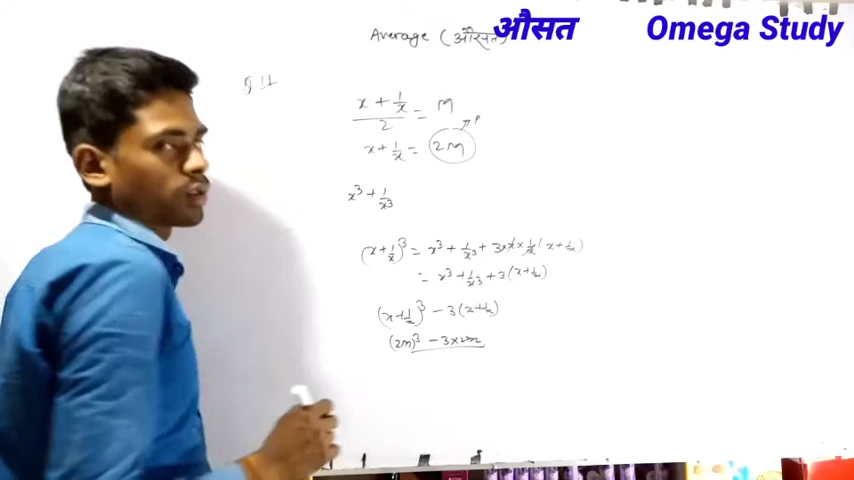 औसत Omega Study
Average (औसत)
Q 11
(x + 1/x)/2 = M
x + 1/x = 2M → P
x³ + 1/x³
(x + 1/x)³ = x³ + 1/x³ + 3 × x × 1/x (x + 1/x)
= x³ + 1/x³ + 3 (x + 1/x)
(x + 1/x)³ - 3 (x + 1/x)
(2m)³ - 3 × 2m